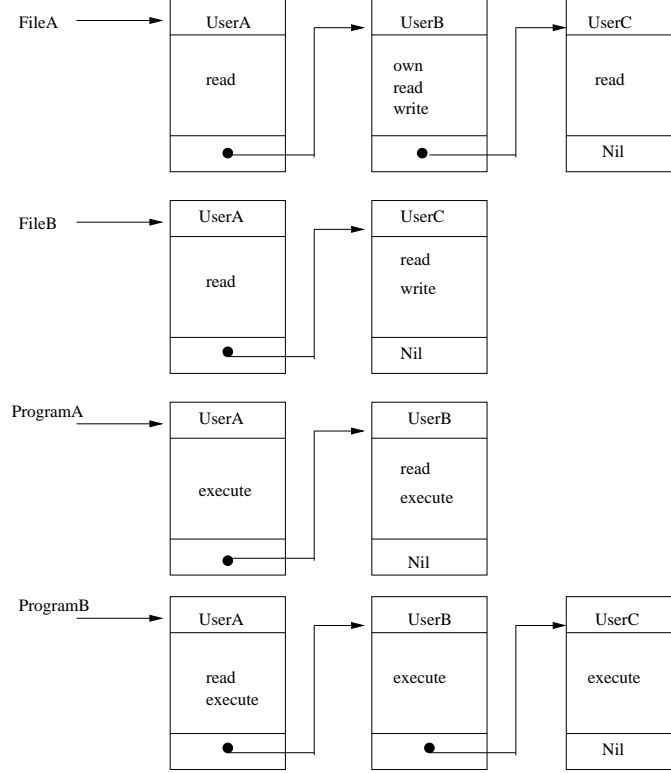 FileA
UserA
UserB
UserC
read
own
read
write
read
Nil
FileB
UserA
UserC
read
read
write
Nil
ProgramA
UserA
UserB
execute
read
execute
Nil
ProgramB
UserA
UserB
UserC
read
execute
execute
execute
Nil